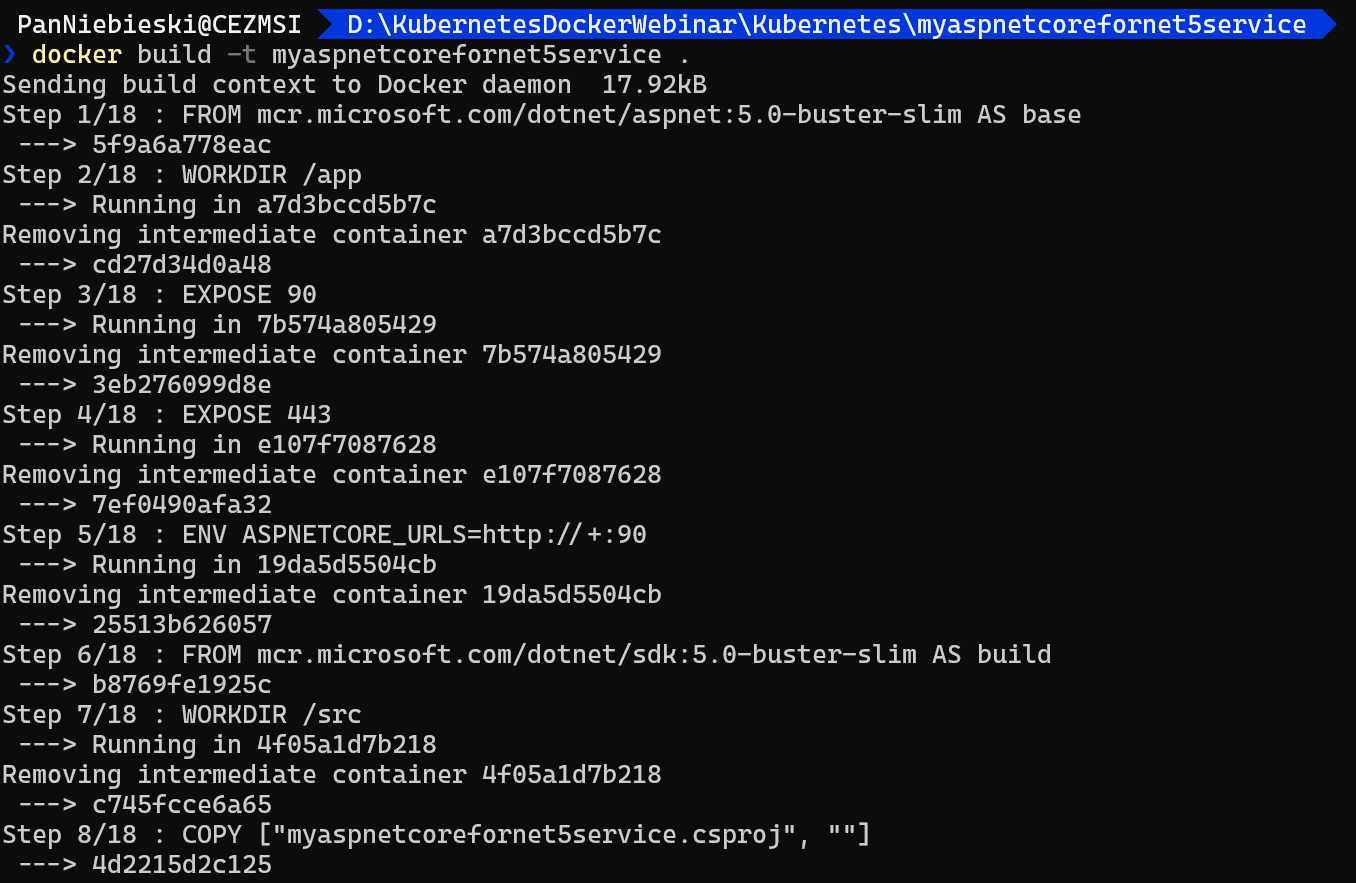 PanNiebieski@CEZMSI D:\KubernetesDockerWebinar\Kubernetes\myaspnetcorefornet5service
❯ docker build -t myaspnetcorefornet5service .
Sending build context to Docker daemon  17.92kB
Step 1/18 : FROM mcr.microsoft.com/dotnet/aspnet:5.0-buster-slim AS base
 ---> 5f9a6a778eac
Step 2/18 : WORKDIR /app
 ---> Running in a7d3bccd5b7c
Removing intermediate container a7d3bccd5b7c
 ---> cd27d34d0a48
Step 3/18 : EXPOSE 90
 ---> Running in 7b574a805429
Removing intermediate container 7b574a805429
 ---> 3eb276099d8e
Step 4/18 : EXPOSE 443
 ---> Running in e107f7087628
Removing intermediate container e107f7087628
 ---> 7ef0490afa32
Step 5/18 : ENV ASPNETCORE_URLS=http://+:90
 ---> Running in 19da5d5504cb
Removing intermediate container 19da5d5504cb
 ---> 25513b626057
Step 6/18 : FROM mcr.microsoft.com/dotnet/sdk:5.0-buster-slim AS build
 ---> b8769fe1925c
Step 7/18 : WORKDIR /src
 ---> Running in 4f05a1d7b218
Removing intermediate container 4f05a1d7b218
 ---> c745fcce6a65
Step 8/18 : COPY ["myaspnetcorefornet5service.csproj", ""]
 ---> 4d2215d2c125